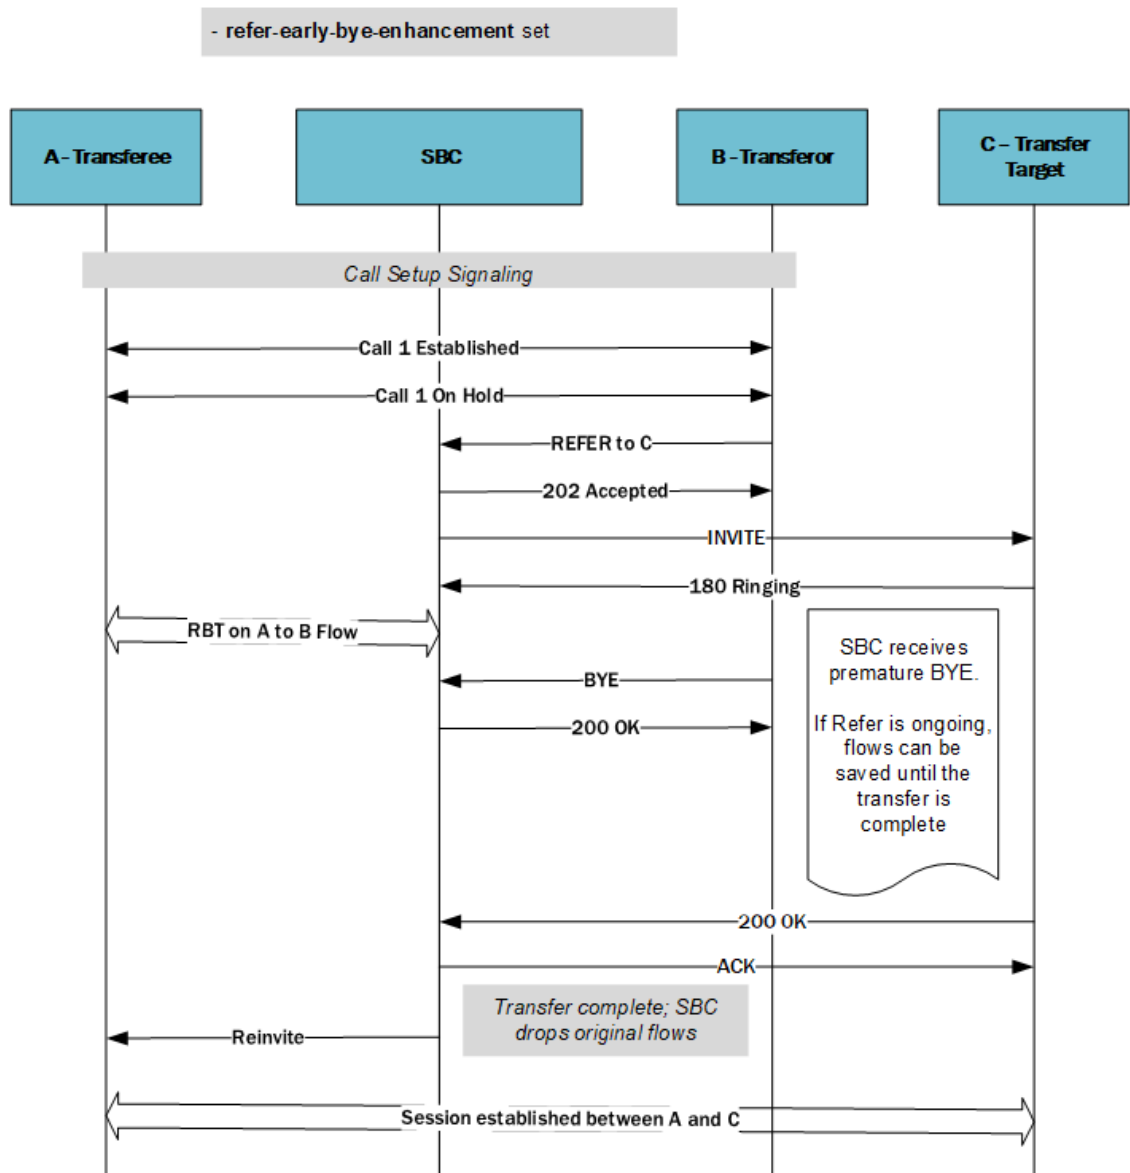 - refer-early-bye-enhancement set
A - Transferee
SBC
B - Transferor
C – Transfer
Target
Call Setup Signaling
Call 1 Established
Call 1 On Hold
REFER to C
202 Accepted
INVITE
180 Ringing
RBT on A to B Flow
SBC receives
premature BYE.
If Refer is ongoing,
flows can be
saved until the
transfer is
complete
BYE
200 OK
200 OK
ACK
Transfer complete; SBC
drops original flows
Reinvite
Session established between A and C